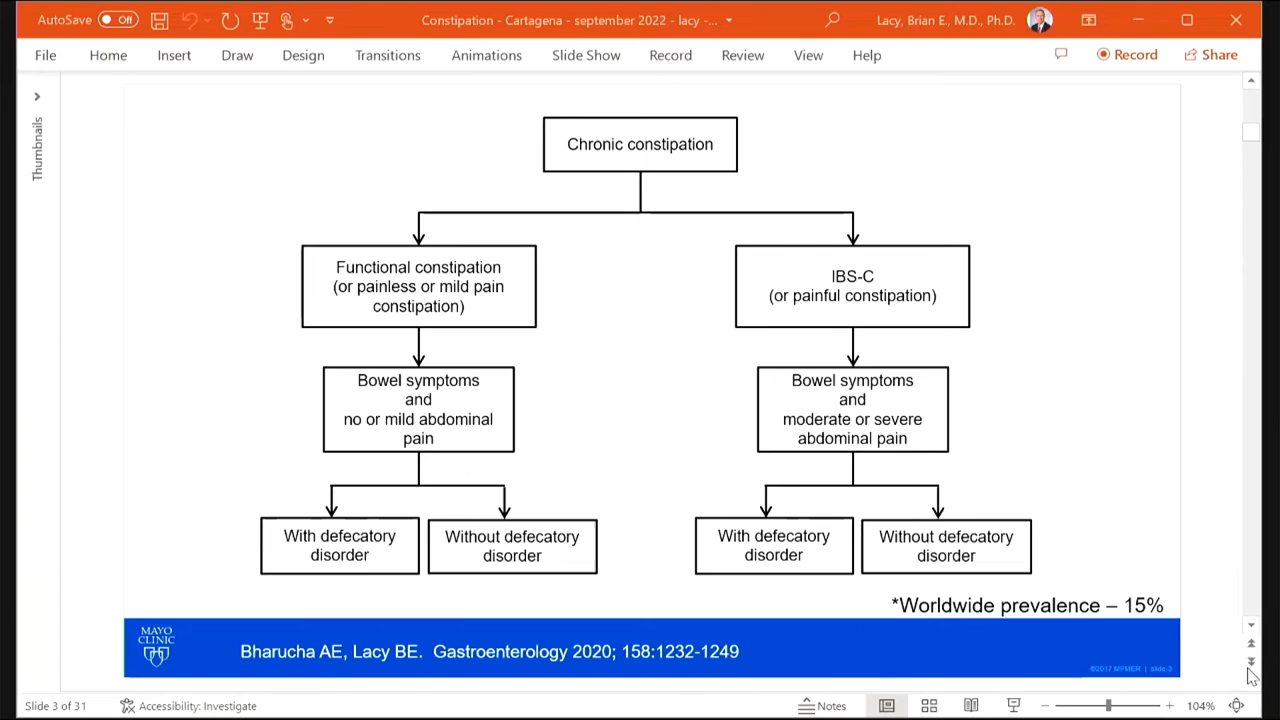 AutoSave Off Constipation - Cartagena - september 2022 - lacy -... Lacy, Brian E., M.D., Ph.D.
File Home Insert Draw Design Transitions Animations Slide Show Record Review View Help Record Share
Thumbnails
Chronic constipation
Functional constipation
(or painless or mild pain
constipation)
IBS-C
(or painful constipation)
Bowel symptoms
and
no or mild abdominal
pain
Bowel symptoms
and
moderate or severe
abdominal pain
With defecatory
disorder
Without defecatory
disorder
With defecatory
disorder
Without defecatory
disorder
*Worldwide prevalence – 15%
MAYO
CLINIC
Bharucha AE, Lacy BE. Gastroenterology 2020; 158:1232-1249
©2017 MFMER | slide-3
Slide 3 of 31 Accessibility: Investigate Notes 104%